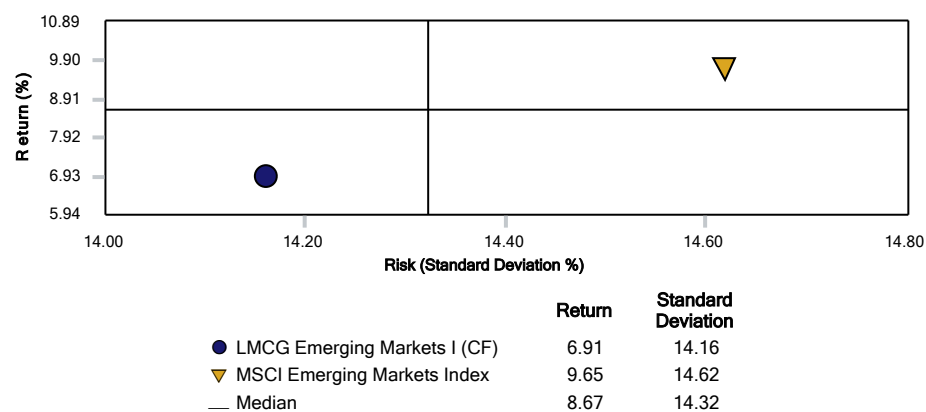 10.89
9.90
8.91
7.92
6.93
5.94
Return (%)
14.00 14.20 14.40 14.60 14.80
Risk (Standard Deviation %)
Return Standard Deviation
LMCG Emerging Markets I (CF) 6.91 14.16
MSCI Emerging Markets Index 9.65 14.62
Median 8.67 14.32